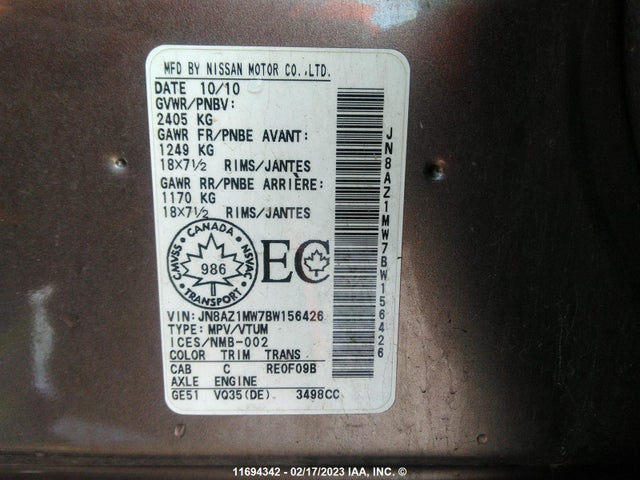 MFD BY NISSAN MOTOR CO.,LTD.
DATE 10/10
GVWR/PNBV:
2405 KG
GAWR FR/PNBE AVANT:
1249 KG
18X7½ RIMS/JANTES
GAWR RR/PNBE ARRIÈRE:
1170 KG
18X7½ RIMS/JANTES
CANADA
CMVSS 986 NSVAC
TRANSPORT
EC
VIN: JN8AZ1MW7BW156426
TYPE: MPV/VTUM
ICES/NMB-002
COLOR TRIM TRANS
CAB C RE0F09B
AXLE ENGINE
GE51 VQ35(DE) 3498CC
JN8AZ1MW7BW156426
11694342 - 02/17/2023 IAA, INC. ©